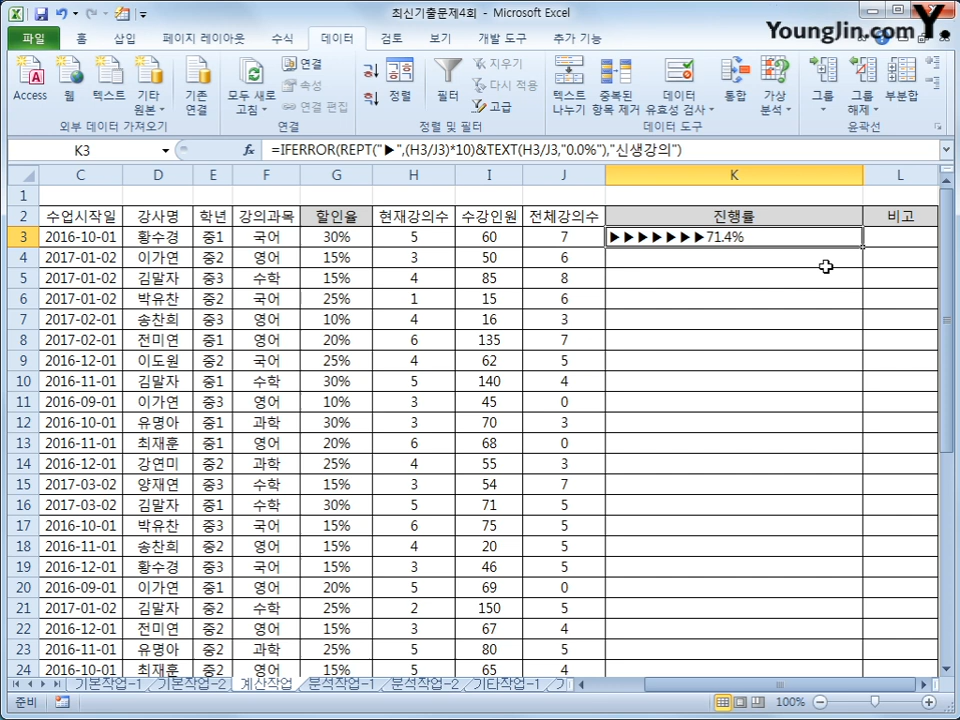 최신기출문제4회 - Microsoft Excel
YoungJin.com Y.
파일 홈 삽입 페이지 레이아웃 수식 데이터 검토 보기 개발 도구 추가 기능
Access 웹 텍스트 기타 원본 기존 연결 모두 새로 고침 연결 속성 연결 편집 정렬 필터 지우기 다시 적용 고급 텍스트 나누기 중복된 항목 제거 데이터 유효성 검사 통합 가상 분석 그룹 그룹 해제 부분합
외부 데이터 가져오기 연결 정렬 및 필터 데이터 도구 윤곽선
K3 fx =IFERROR(REPT("▶",(H3/J3)*10)&TEXT(H3/J3,"0.0%"),"신생강의")
C D E F G H I J K L
1
2 수업시작일 강사명 학년 강의과목 할인율 현재강의수 수강인원 전체강의수 진행률 비고
3 2016-10-01 황수경 중1 국어 30% 5 60 7 ▶▶▶▶▶▶▶71.4%
4 2017-01-02 이가연 중2 영어 15% 3 50 6
5 2017-01-02 김말자 중3 수학 15% 4 85 8
6 2017-01-02 박유찬 중2 국어 25% 1 15 6
7 2017-02-01 송찬희 중3 영어 10% 4 16 3
8 2017-02-01 전미연 중1 영어 20% 6 135 7
9 2016-12-01 이도원 중2 국어 25% 4 62 5
10 2016-11-01 김말자 중1 수학 30% 5 140 4
11 2016-09-01 이가연 중3 영어 10% 3 45 0
12 2016-10-01 유명아 중1 과학 30% 3 70 3
13 2016-11-01 최재훈 중1 영어 20% 6 68 0
14 2016-12-01 강연미 중2 과학 25% 4 55 3
15 2017-03-02 양재연 중3 수학 15% 3 54 7
16 2017-03-02 김말자 중1 수학 30% 5 71 5
17 2016-10-01 박유찬 중3 국어 15% 6 75 5
18 2016-11-01 송찬희 중2 영어 15% 4 20 5
19 2016-12-01 황수경 중3 국어 15% 3 46 5
20 2016-09-01 이가연 중1 영어 20% 5 69 0
21 2017-01-02 김말자 중2 수학 25% 2 150 5
22 2016-12-01 전미연 중2 영어 15% 3 67 4
23 2016-11-01 유명아 중2 과학 25% 5 80 5
24 2016-10-01 최재훈 중2 영어 15% 5 65 4
기본작업-1 기본작업-2 계산작업 분석작업-1 분석작업-2 기타작업-1 기
준비 100%